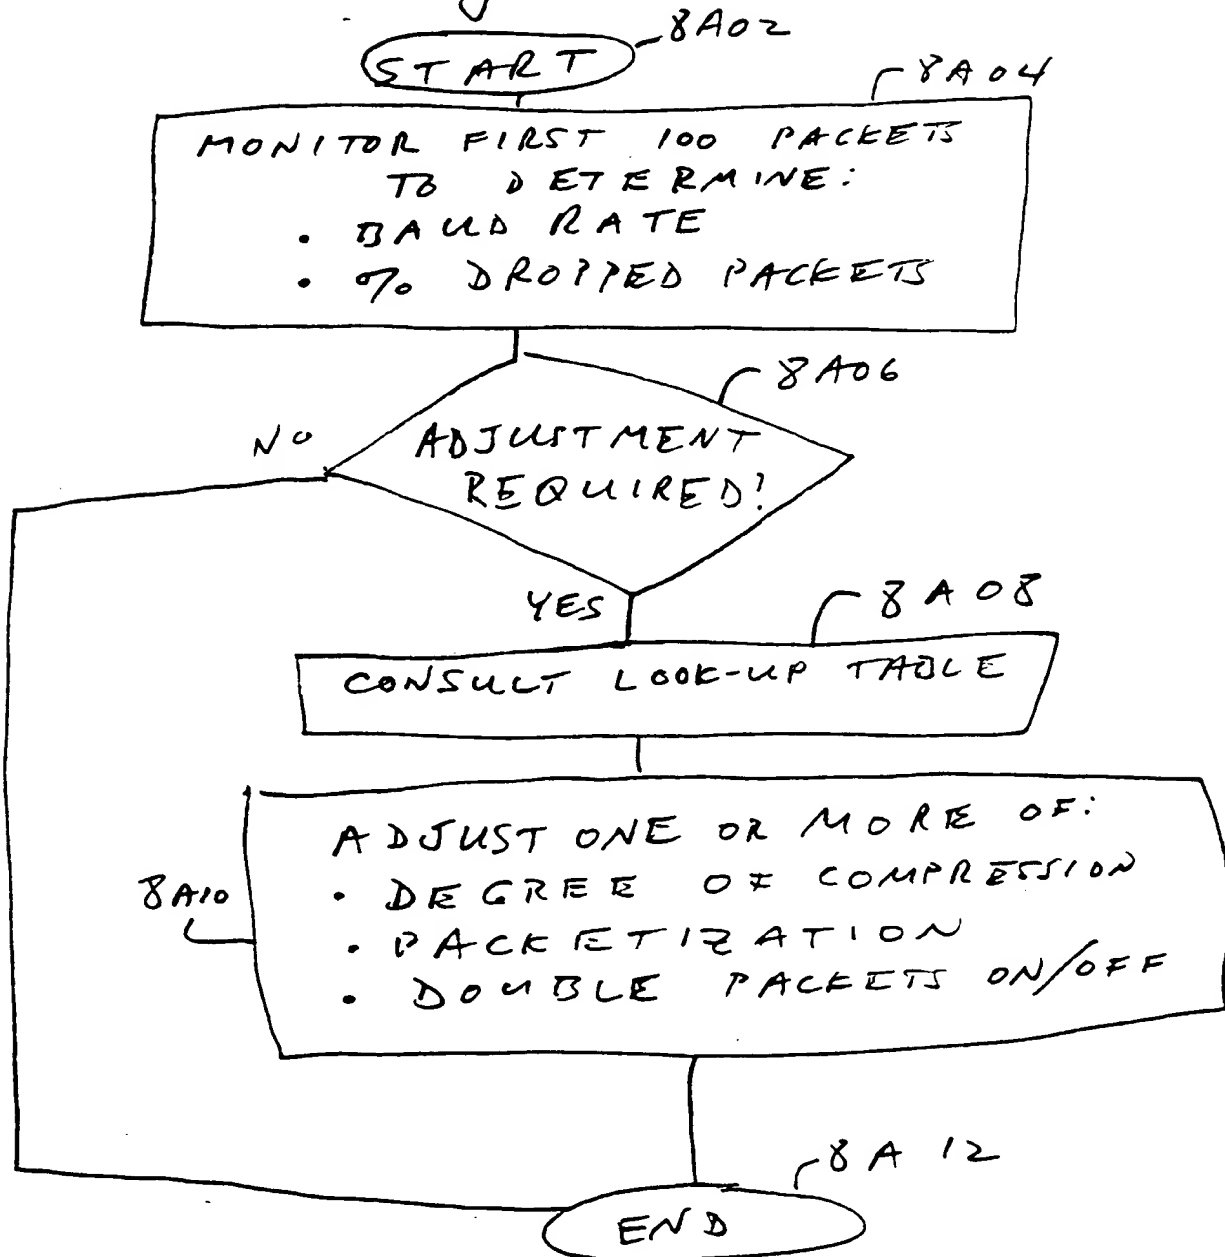 8A02
START
8A04
MONITOR FIRST 100 PACKETS
TO DETERMINE:
• BAUD RATE
• % DROPPED PACKETS
8A06
NO
ADJUSTMENT
REQUIRED?
YES
8A08
CONSULT LOOK-UP TABLE
ADJUST ONE OR MORE OF:
8A10
• DEGREE OF COMPRESSION
• PACKETIZATION
• DOUBLE PACKETS ON/OFF
8A12
END